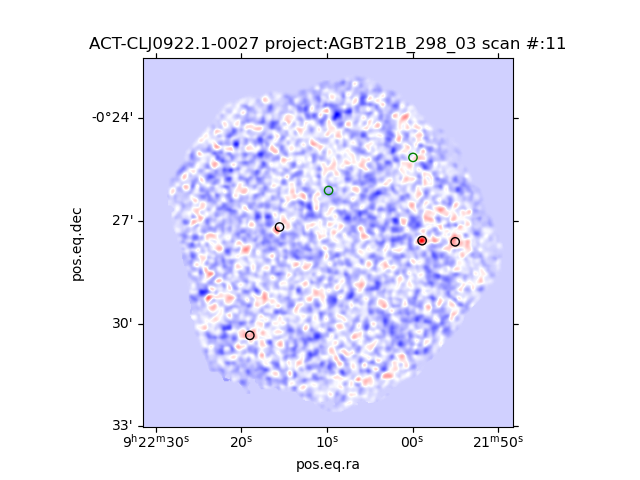 ACT-CLJ0922.1-0027 project:AGBT21B_298_03 scan #:11
-0°24'
27'
30'
33'
pos.eq.dec
9ʰ22ᵐ30ˢ 20ˢ 10ˢ 00ˢ 21ᵐ50ˢ
pos.eq.ra